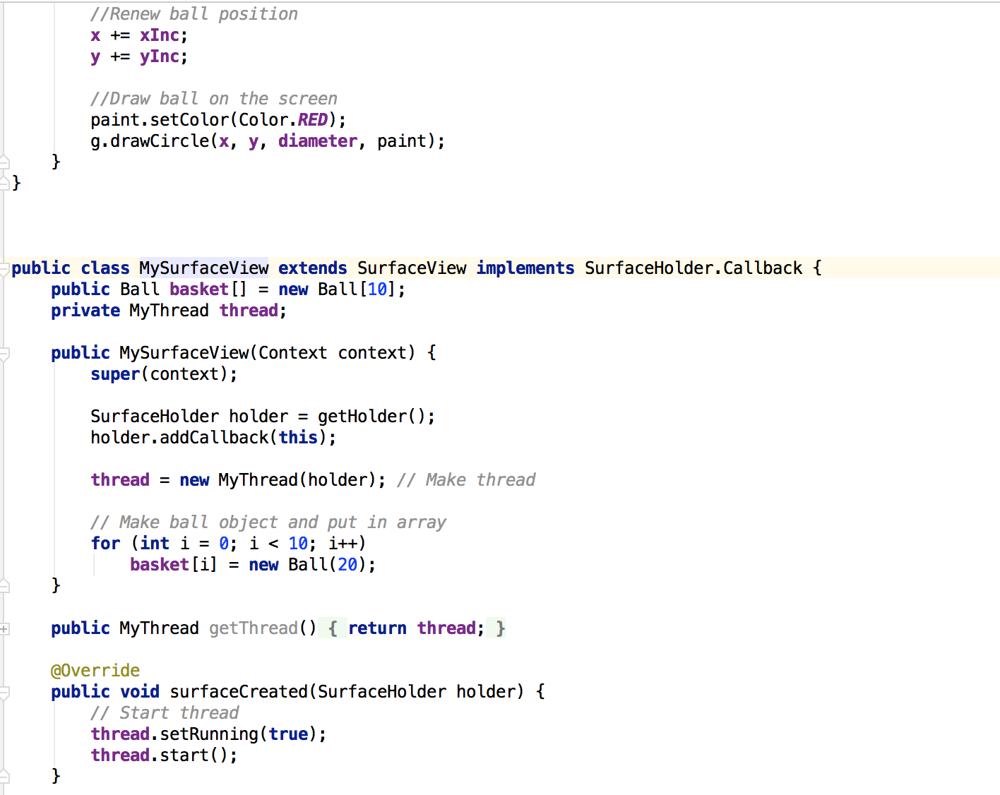 //Renew ball position
x += xInc;
y += yInc;
//Draw ball on the screen
paint.setColor(Color.RED);
g.drawCircle(x, y, diameter, paint);
}
}
public class MySurfaceView extends SurfaceView implements SurfaceHolder.Callback {
public Ball basket[] = new Ball[10];
private MyThread thread;
public MySurfaceView(Context context) {
super(context);
SurfaceHolder holder = getHolder();
holder.addCallback(this);
thread = new MyThread(holder); // Make thread
// Make ball object and put in array
for (int i = 0; i < 10; i++)
basket[i] = new Ball(20);
}
public MyThread getThread() { return thread; }
@Override
public void surfaceCreated(SurfaceHolder holder) {
// Start thread
thread.setRunning(true);
thread.start();
}